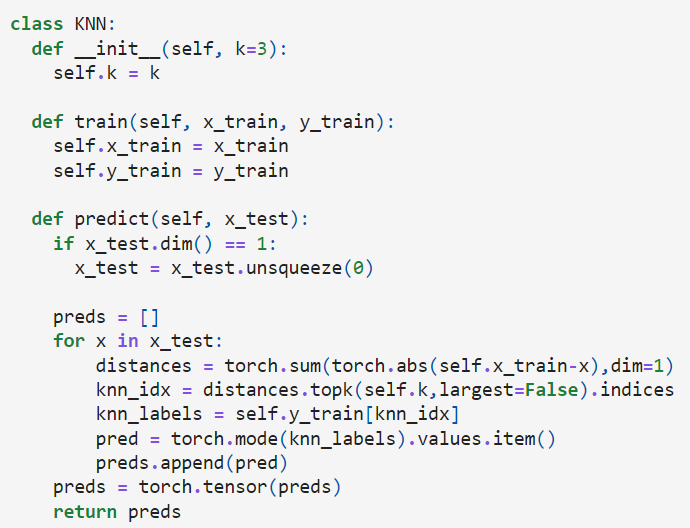 class KNN:
  def __init__(self, k=3):
    self.k = k

  def train(self, x_train, y_train):
    self.x_train = x_train
    self.y_train = y_train

  def predict(self, x_test):
    if x_test.dim() == 1:
      x_test = x_test.unsqueeze(0)

    preds = []
    for x in x_test:
        distances = torch.sum(torch.abs(self.x_train-x),dim=1)
        knn_idx = distances.topk(self.k,largest=False).indices
        knn_labels = self.y_train[knn_idx]
        pred = torch.mode(knn_labels).values.item()
        preds.append(pred)
    preds = torch.tensor(preds)
    return preds